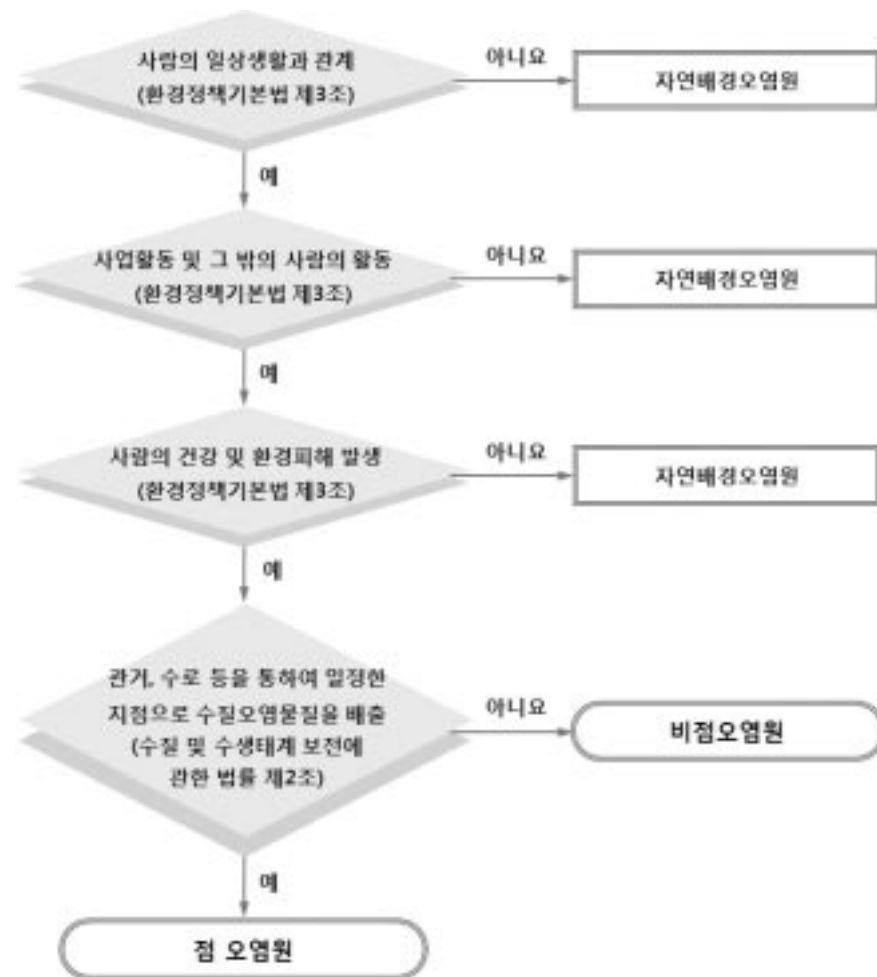 사람의 일상생활과 관계
(환경정책기본법 제3조)
아니요
자연배경오염원
예
사업활동 및 그 밖의 사람의 활동
(환경정책기본법 제3조)
아니요
자연배경오염원
예
사람의 건강 및 환경피해 발생
(환경정책기본법 제3조)
아니요
자연배경오염원
예
관거, 수로 등을 통하여 일정한
지점으로 수질오염물질을 배출
(수질 및 수생태계 보전에
관한 법률 제2조)
아니요
비점오염원
예
점 오염원